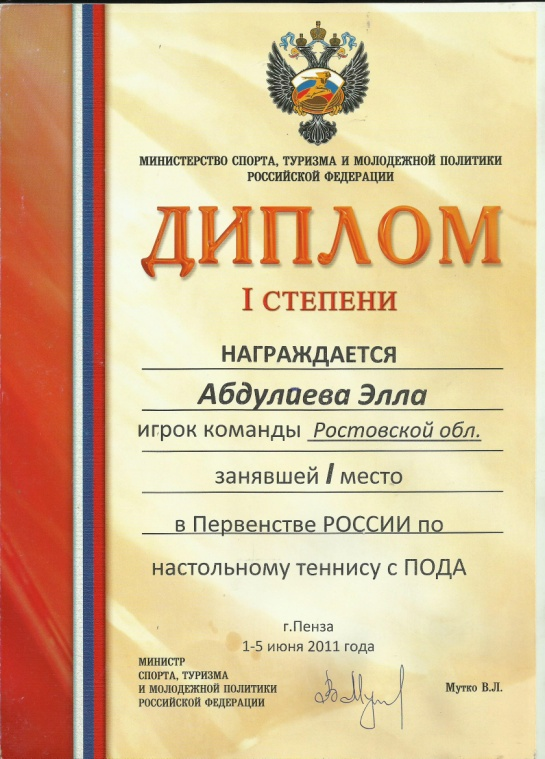 МИНИСТЕРСТВО СПОРТА, ТУРИЗМА И МОЛОДЕЖНОЙ ПОЛИТИКИ
РОССИЙСКОЙ ФЕДЕРАЦИИ
ДИПЛОМ
I СТЕПЕНИ
НАГРАЖДАЕТСЯ
Абдулаева Элла
игрок команды Ростовской обл.
занявшей I место
в Первенстве РОССИИ по
настольному теннису с ПОДА
г.Пенза
1-5 июня 2011 года
МИНИСТР
СПОРТА, ТУРИЗМА
И МОЛОДЕЖНОЙ ПОЛИТИКИ
РОССИЙСКОЙ ФЕДЕРАЦИИ
Мутко В.Л.